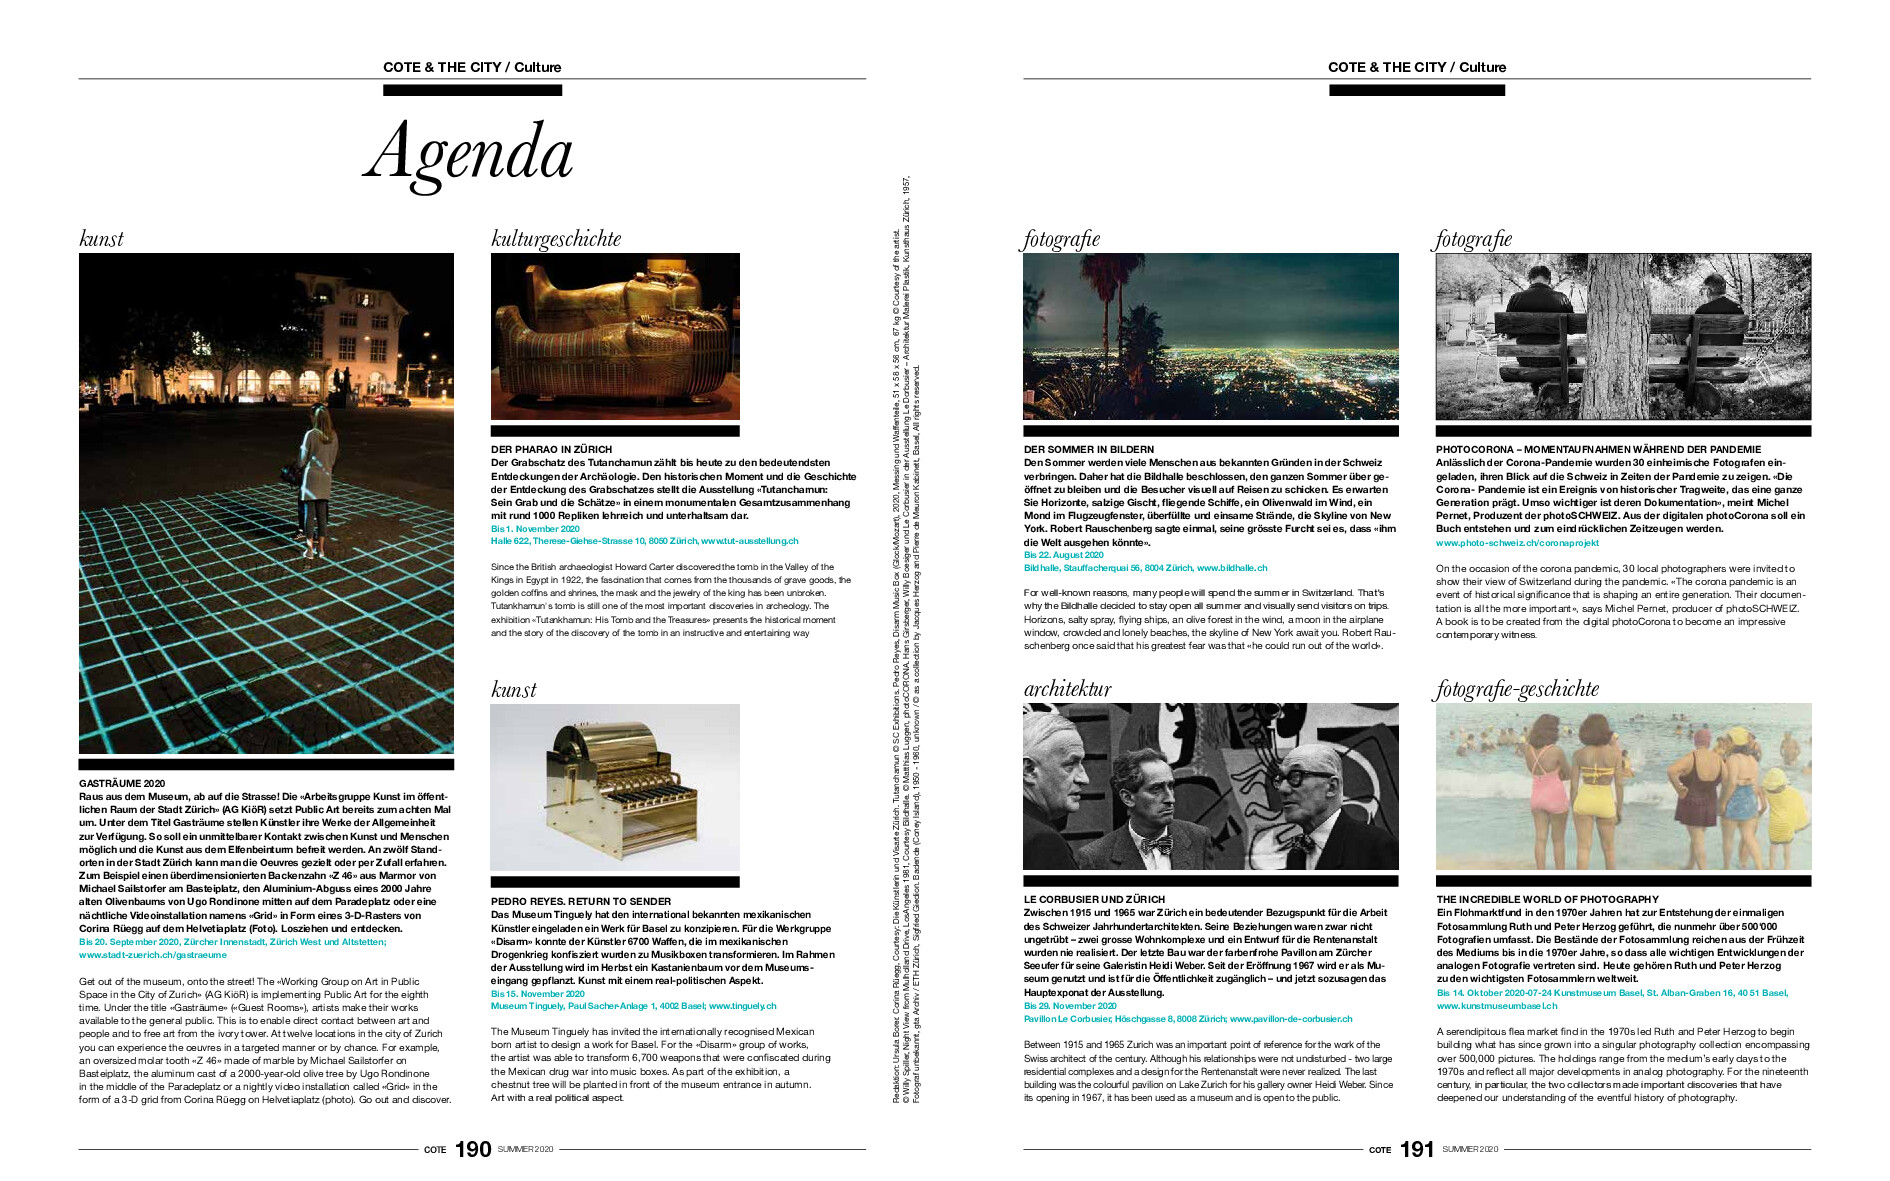 COTE & THE CITY / Culture
Agenda
kunst
GASTRÄUME 2020
Raus aus dem Museum, ab auf die Strasse! Die «Arbeitsgruppe Kunst im öffent-
lichen Raum der Stadt Zürich» (AG KiöR) setzt Public Art bereits zum achten Mal
um. Unter dem Titel Gasträume stellen Künstler ihre Werke der Allgemeinheit
zur Verfügung. So soll ein unmittelbarer Kontakt zwischen Kunst und Menschen
möglich und die Kunst aus dem Elfenbeinturm befreit werden. An zwölf Stand-
orten in der Stadt Zürich kann man die Oeuvres gezielt oder per Zufall erfahren.
Zum Beispiel einen überdimensionierten Backenzahn «Z 46» aus Marmor von
Michael Sailstorfer am Basteiplatz, den Aluminium-Abguss eines 2000 Jahre
alten Olivenbaums von Ugo Rondinone mitten auf dem Paradeplatz oder eine
nächtliche Videoinstallation namens «Grid» in Form eines 3-D-Rasters von
Corina Rüegg auf dem Helvetiaplatz (Foto). Losziehen und entdecken.
Bis 20. September 2020, Zürcher Innenstadt, Zürich West und Altstetten;
www.stadt-zuerich.ch/gastraeume
Get out of the museum, onto the street! The «Working Group on Art in Public
Space in the City of Zurich» (AG KiöR) is implementing Public Art for the eighth
time. Under the title «Gasträume» («Guest Rooms»), artists make their works
available to the general public. This is to enable direct contact between art and
people and to free art from the ivory tower. At twelve locations in the city of Zurich
you can experience the oeuvres in a targeted manner or by chance. For example,
an oversized molar tooth «Z 46» made of marble by Michael Sailstorfer on
Basteiplatz, the aluminum cast of a 2000-year-old olive tree by Ugo Rondinone
in the middle of the Paradeplatz or a nightly video installation called «Grid» in the
form of a 3-D grid from Corina Rüegg on Helvetiaplatz (photo). Go out and discover.
kulturgeschichte
DER PHARAO IN ZÜRICH
Der Grabschatz des Tutanchamun zählt bis heute zu den bedeutendsten
Entdeckungen der Archäologie. Den historischen Moment und die Geschichte
der Entdeckung des Grabschatzes stellt die Ausstellung «Tutanchamun:
Sein Grab und die Schätze» in einem monumentalen Gesamtzusammenhang
mit rund 1000 Repliken lehrreich und unterhaltsam dar.
Bis 1. November 2020
Halle 622, Therese-Giehse-Strasse 10, 8050 Zürich, www.tut-ausstellung.ch
Since the British archaeologist Howard Carter discovered the tomb in the Valley of the
Kings in Egypt in 1922, the fascination that comes from the thousands of grave goods, the
golden coffins and shrines, the mask and the jewelry of the king has been unbroken.
Tutankhamun's tomb is still one of the most important discoveries in archeology. The
exhibition «Tutankhamun: His Tomb and the Treasures» presents the historical moment
and the story of the discovery of the tomb in an instructive and entertaining way
kunst
PEDRO REYES. RETURN TO SENDER
Das Museum Tinguely hat den international bekannten mexikanischen
Künstler eingeladen ein Werk für Basel zu konzipieren. Für die Werkgruppe
«Disarm» konnte der Künstler 6700 Waffen, die im mexikanischen
Drogenkrieg konfisziert wurden zu Musikboxen transformieren. Im Rahmen
der Ausstellung wird im Herbst ein Kastanienbaum vor dem Museums-
eingang gepflanzt. Kunst mit einem real-politischen Aspekt.
Bis 15. November 2020
Museum Tinguely, Paul Sacher-Anlage 1, 4002 Basel; www.tinguely.ch
The Museum Tinguely has invited the internationally recognised Mexican
born artist to design a work for Basel. For the «Disarm» group of works,
the artist was able to transform 6,700 weapons that were confiscated during
the Mexican drug war into music boxes. As part of the exhibition, a
chestnut tree will be planted in front of the museum entrance in autumn.
Art with a real political aspect.
Redaktion: Ursula Borer. Corina Rüegg, Courtesy: Die Künstlerin und Visarte Zürich. Tutanchamun © SC Exhibitions. Pedro Reyes, Disarm Music Box (Glock/Mozart), 2020, Messing und Waffenteile, 51 x 58 x 56 cm, 67 kg © Courtesy of the artist.
© Willy Spiller, Night View from Mulholland Drive, Los Angeles 1981, Courtesy Bildhalle. © Matthias Luggen, photoCORONA. Hans Girsberger, Willy Boesiger und Le Corbusier in der Ausstellung Le Corbusier – Architektur Malerei Plastik, Kunsthaus Zürich, 1957,
Fotograf unbekannt, gta Archiv / ETH Zürich, Sigfried Giedion. Badende (Coney Island), 1950 - 1960, unknown / © as a collection by Jacques Herzog and Pierre de Meuron Kabinett, Basel, All rights reserved.
COTE 190 SUMMER 2020
COTE & THE CITY / Culture
fotografie
DER SOMMER IN BILDERN
Den Sommer werden viele Menschen aus bekannten Gründen in der Schweiz
verbringen. Daher hat die Bildhalle beschlossen, den ganzen Sommer über ge-
öffnet zu bleiben und die Besucher visuell auf Reisen zu schicken. Es erwarten
Sie Horizonte, salzige Gischt, fliegende Schiffe, ein Olivenwald im Wind, ein
Mond im Flugzeugfenster, überfüllte und einsame Strände, die Skyline von New
York. Robert Rauschenberg sagte einmal, seine grösste Furcht sei es, dass «ihm
die Welt ausgehen könnte».
Bis 22. August 2020
Bildhalle, Stauffacherquai 56, 8004 Zürich, www.bildhalle.ch
For well-known reasons, many people will spend the summer in Switzerland. That's
why the Bildhalle decided to stay open all summer and visually send visitors on trips.
Horizons, salty spray, flying ships, an olive forest in the wind, a moon in the airplane
window, crowded and lonely beaches, the skyline of New York await you. Robert Rau-
schenberg once said that his greatest fear was that «he could run out of the world».
fotografie
PHOTOCORONA – MOMENTAUFNAHMEN WÄHREND DER PANDEMIE
Anlässlich der Corona-Pandemie wurden 30 einheimische Fotografen ein-
geladen, ihren Blick auf die Schweiz in Zeiten der Pandemie zu zeigen. «Die
Corona- Pandemie ist ein Ereignis von historischer Tragweite, das eine ganze
Generation prägt. Umso wichtiger ist deren Dokumentation», meint Michel
Pernet, Produzent der photoSCHWEIZ. Aus der digitalen photoCorona soll ein
Buch entstehen und zum eindrücklichen Zeitzeugen werden.
www.photo-schweiz.ch/coronaprojekt
On the occasion of the corona pandemic, 30 local photographers were invited to
show their view of Switzerland during the pandemic. «The corona pandemic is an
event of historical significance that is shaping an entire generation. Their documen-
tation is all the more important», says Michel Pernet, producer of photoSCHWEIZ.
A book is to be created from the digital photoCorona to become an impressive
contemporary witness.
architektur
LE CORBUSIER UND ZÜRICH
Zwischen 1915 und 1965 war Zürich ein bedeutender Bezugspunkt für die Arbeit
des Schweizer Jahrhundertarchitekten. Seine Beziehungen waren zwar nicht
ungetrübt – zwei grosse Wohnkomplexe und ein Entwurf für die Rentenanstalt
wurden nie realisiert. Der letzte Bau war der farbenfrohe Pavillon am Zürcher
Seeufer für seine Galeristin Heidi Weber. Seit der Eröffnung 1967 wird er als Mu-
seum genutzt und ist für die Öffentlichkeit zugänglich – und jetzt sozusagen das
Hauptexponat der Ausstellung.
Bis 29. November 2020
Pavillon Le Corbusier, Höschgasse 8, 8008 Zürich; www.pavillon-de-corbusier.ch
Between 1915 and 1965 Zurich was an important point of reference for the work of the
Swiss architect of the century. Although his relationships were not undisturbed - two large
residential complexes and a design for the Rentenanstalt were never realized. The last
building was the colourful pavilion on Lake Zurich for his gallery owner Heidi Weber. Since
its opening in 1967, it has been used as a museum and is open to the public.
fotografie-geschichte
THE INCREDIBLE WORLD OF PHOTOGRAPHY
Ein Flohmarktfund in den 1970er Jahren hat zur Entstehung der einmaligen
Fotosammlung Ruth und Peter Herzog geführt, die nunmehr über 500'000
Fotografien umfasst. Die Bestände der Fotosammlung reichen aus der Frühzeit
des Mediums bis in die 1970er Jahre, so dass alle wichtigen Entwicklungen der
analogen Fotografie vertreten sind. Heute gehören Ruth und Peter Herzog
zu den wichtigsten Fotosammlern weltweit.
Bis 14. Oktober 2020-07-24 Kunstmuseum Basel, St. Alban-Graben 16, 40 51 Basel,
www.kunstmuseumbasel.ch
A serendipitous flea market find in the 1970s led Ruth and Peter Herzog to begin
building what has since grown into a singular photography collection encompassing
over 500,000 pictures. The holdings range from the medium's early days to the
1970s and reflect all major developments in analog photography. For the nineteenth
century, in particular, the two collectors made important discoveries that have
deepened our understanding of the eventful history of photography.
COTE 191 SUMMER 2020